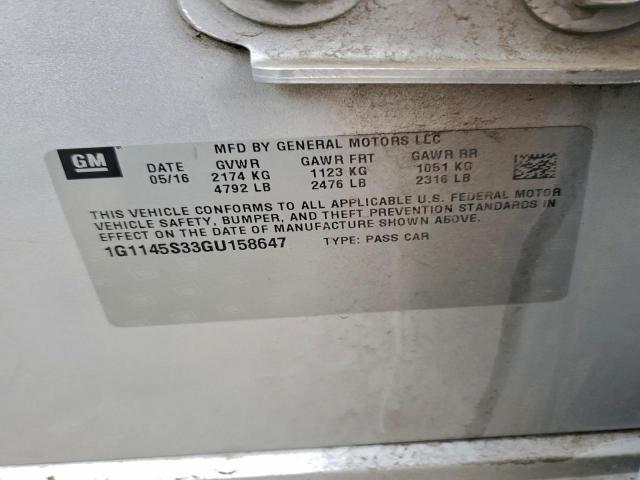 GM
MFD BY GENERAL MOTORS LLC
DATE GVWR GAWR FRT GAWR RR
05/16 2174 KG 1123 KG 1051 KG
4792 LB 2476 LB 2316 LB
THIS VEHICLE CONFORMS TO ALL APPLICABLE U.S. FEDERAL MOTOR
VEHICLE SAFETY, BUMPER, AND THEFT PREVENTION STANDARDS IN
EFFECT ON THE DATE OF MANUFACTURE SHOWN ABOVE.
1G1145S33GU158647 TYPE: PASS CAR